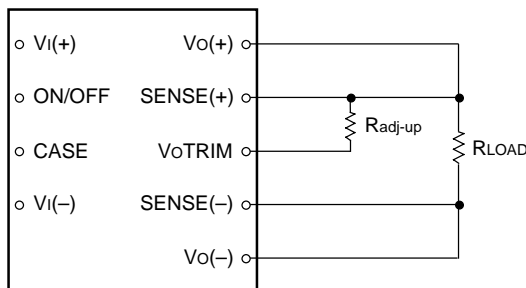 VI(+)
VO(+)
ON/OFF
SENSE(+)
Radj-up
CASE
VOTRIM
RLOAD
VI(–)
SENSE(–)
VO(–)